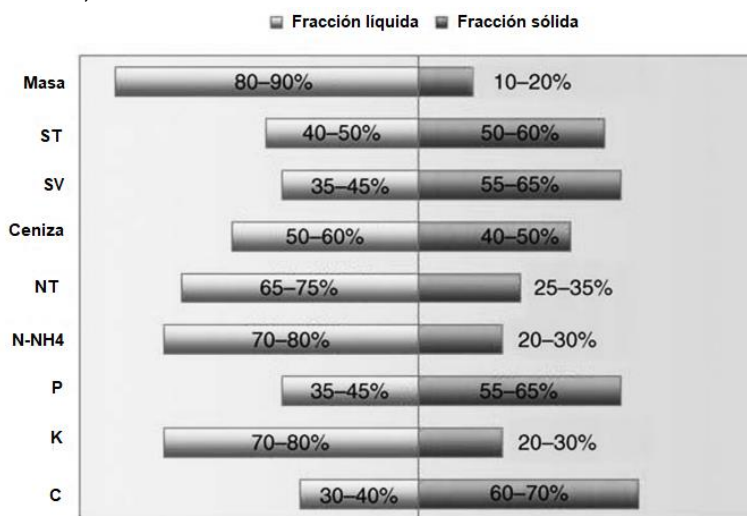 Fracción líquida Fracción sólida
Masa 80–90% 10–20%
ST 40–50% 50–60%
SV 35–45% 55–65%
Ceniza 50–60% 40–50%
NT 65–75% 25–35%
N-NH4 70–80% 20–30%
P 35–45% 55–65%
K 70–80% 20–30%
C 30–40% 60–70%